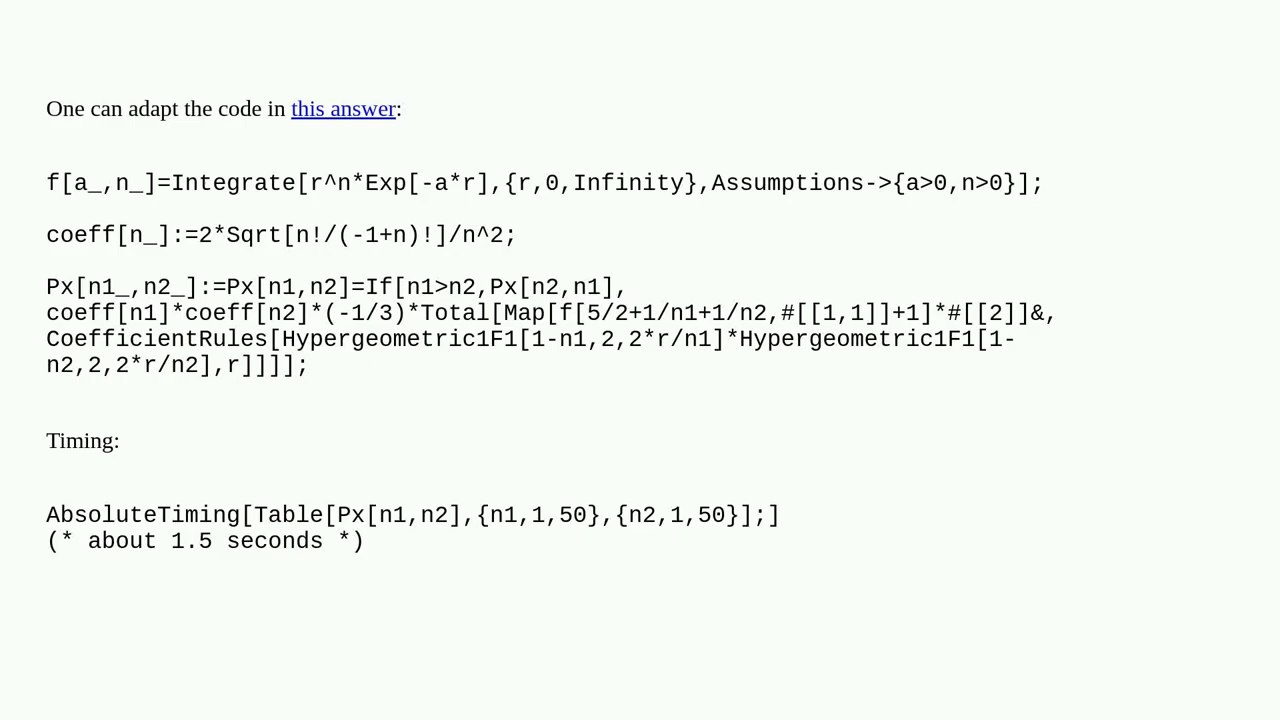 One can adapt the code in this answer:
f[a_,n_]=Integrate[r^n*Exp[-a*r],{r,0,Infinity},Assumptions->{a>0,n>0}];
coeff[n_]:=2*Sqrt[n!/(-1+n)!]/n^2;
Px[n1_,n2_]:=Px[n1,n2]=If[n1>n2,Px[n2,n1],
coeff[n1]*coeff[n2]*(-1/3)*Total[Map[f[5/2+1/n1+1/n2,#[[1,1]]+1]*#[[2]]&,
CoefficientRules[Hypergeometric1F1[1-n1,2,2*r/n1]*Hypergeometric1F1[1-
n2,2,2*r/n2],r]]]];
Timing:
AbsoluteTiming[Table[Px[n1,n2],{n1,1,50},{n2,1,50}];]
(* about 1.5 seconds *)